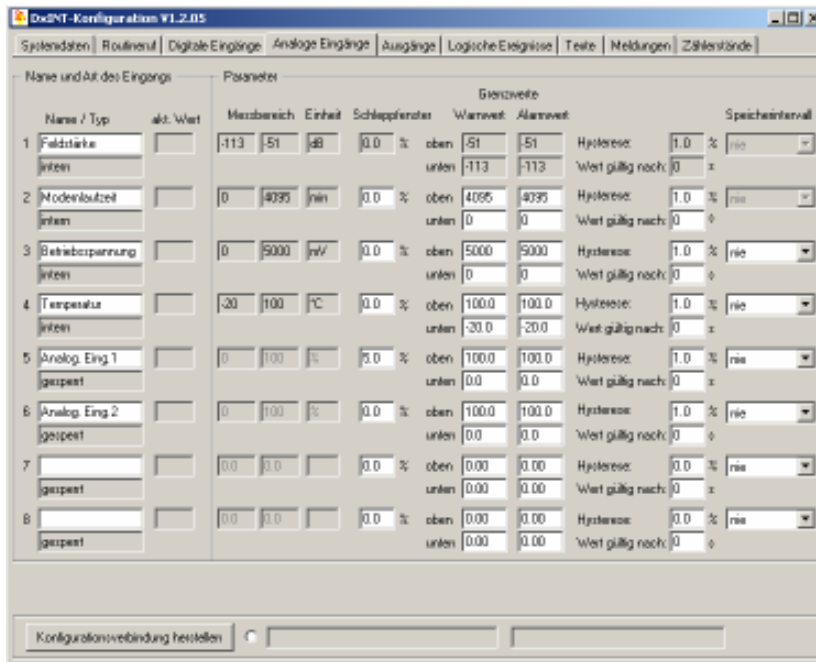 DxINT-Konfiguration V1.2.05
Systemdaten Routineruf Digitale Eingänge Analoge Eingänge Ausgänge Logische Ereignisse Texte Meldungen Zählerstände
Name und Art des Eingangs Parameter
Grenzwerte
Name / Typ akt. Wert Messbereich Einheit Schleppfenster Warnwert Alarmwert Speicherintervall
1 Feldstärke -113 -51 dB 0.0 % oben -51 -51 Hysterese: 1.0 % nie
intern unten -113 -113 Wert gültig nach: 0 s
2 Modemlaufzeit 0 4095 min 0.0 % oben 4095 4095 Hysterese: 1.0 % nie
intern unten 0 0 Wert gültig nach: 0 s
3 Betriebsspannung 0 5000 mV 0.0 % oben 5000 5000 Hysterese: 1.0 % nie
intern unten 0 0 Wert gültig nach: 0 s
4 Temperatur -20 100 °C 0.0 % oben 100.0 100.0 Hysterese: 1.0 % nie
intern unten -20.0 -20.0 Wert gültig nach: 0 s
5 Analog. Eing.1 0 100 % 5.0 % oben 100.0 100.0 Hysterese: 1.0 % nie
gesperrt unten 0.0 0.0 Wert gültig nach: 0 s
6 Analog. Eing.2 0 100 % 0.0 % oben 100.0 100.0 Hysterese: 1.0 % nie
gesperrt unten 0.0 0.0 Wert gültig nach: 0 s
7 0.0 0.0 0.0 % oben 0.00 0.00 Hysterese: 0.0 % nie
gesperrt unten 0.00 0.00 Wert gültig nach: 0 s
8 0.0 0.0 0.0 % oben 0.00 0.00 Hysterese: 0.0 % nie
gesperrt unten 0.00 0.00 Wert gültig nach: 0 s
Konfigurationsverbindung herstellen